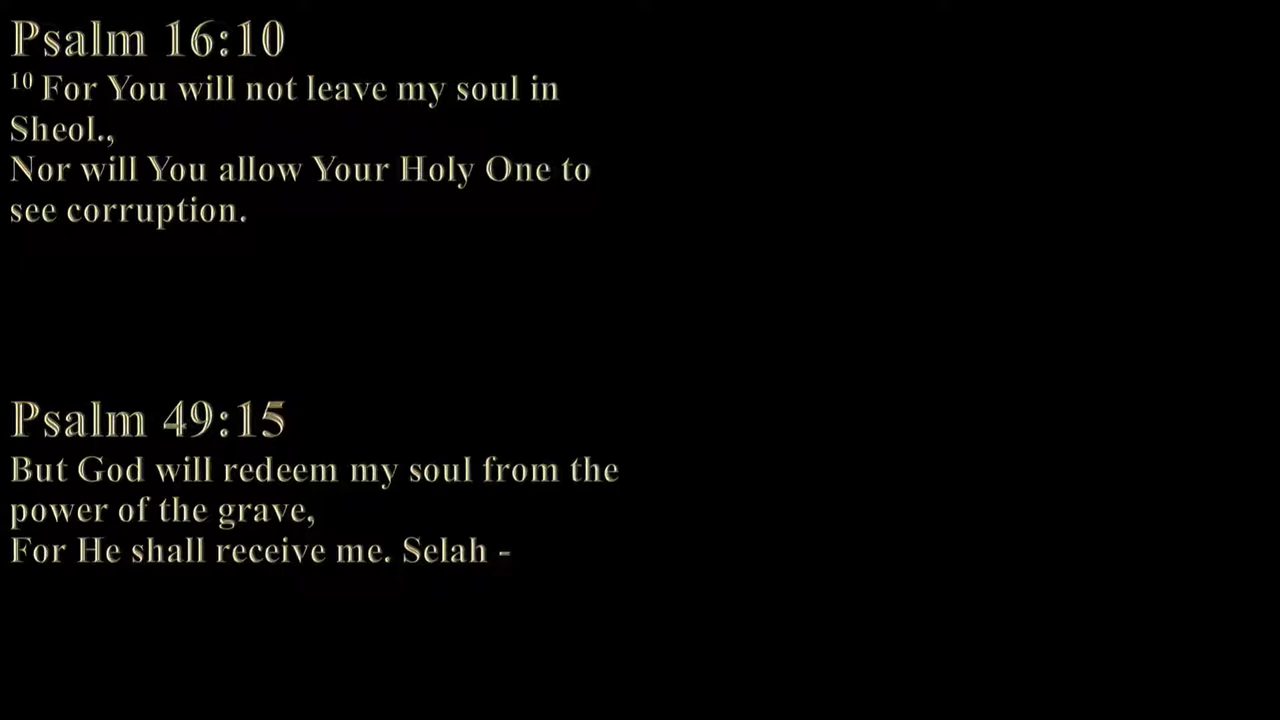 Psalm 16:10
10 For You will not leave my soul in
Sheol.,
Nor will You allow Your Holy One to
see corruption.
Psalm 49:15
But God will redeem my soul from the
power of the grave,
For He shall receive me. Selah -